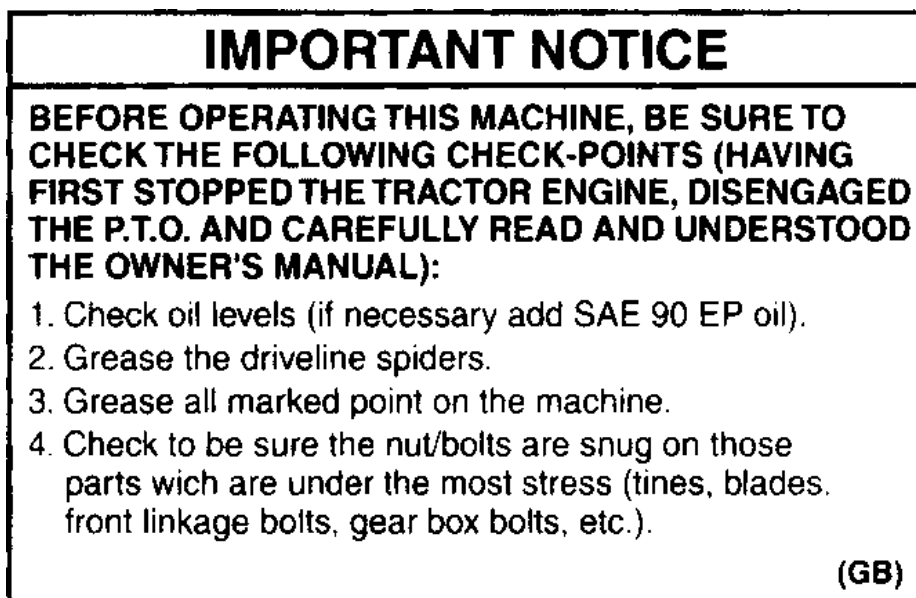 IMPORTANT NOTICE
BEFORE OPERATING THIS MACHINE, BE SURE TO
CHECK THE FOLLOWING CHECK-POINTS (HAVING
FIRST STOPPED THE TRACTOR ENGINE, DISENGAGED
THE P.T.O. AND CAREFULLY READ AND UNDERSTOOD
THE OWNER'S MANUAL):
1. Check oil levels (if necessary add SAE 90 EP oil).
2. Grease the driveline spiders.
3. Grease all marked point on the machine.
4. Check to be sure the nut/bolts are snug on those
parts wich are under the most stress (tines, blades.
front linkage bolts, gear box bolts, etc.).
(GB)